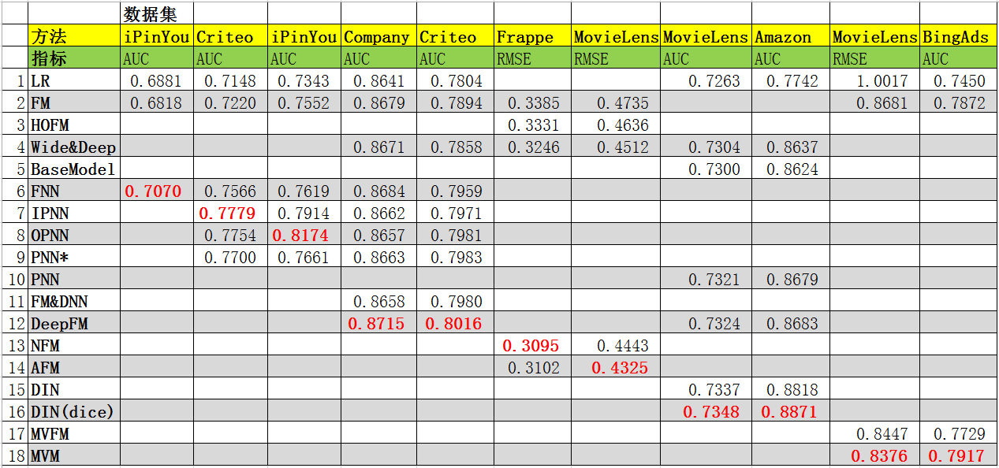 数据集
方法 iPinYou Criteo iPinYou Company Criteo Frappe MovieLens MovieLens Amazon MovieLens BingAds
指标 AUC AUC AUC AUC AUC RMSE RMSE AUC AUC RMSE AUC
1 LR 0.6881 0.7148 0.7343 0.8641 0.7804 0.7263 0.7742 1.0017 0.7450
2 FM 0.6818 0.7220 0.7552 0.8679 0.7894 0.3385 0.4735 0.8681 0.7872
3 HOFM 0.3331 0.4636
4 Wide&Deep 0.8671 0.7858 0.3246 0.4512 0.7304 0.8637
5 BaseModel 0.7300 0.8624
6 FNN 0.7070 0.7566 0.7619 0.8684 0.7959
7 IPNN 0.7779 0.7914 0.8662 0.7971
8 OPNN 0.7754 0.8174 0.8657 0.7981
9 PNN* 0.7700 0.7661 0.8663 0.7983
10 PNN 0.7321 0.8679
11 FM&DNN 0.8658 0.7980
12 DeepFM 0.8715 0.8016 0.7324 0.8683
13 NFM 0.3095 0.4443
14 AFM 0.3102 0.4325
15 DIN 0.7337 0.8818
16 DIN(dice) 0.7348 0.8871
17 MVFM 0.8447 0.7729
18 MVM 0.8376 0.7917